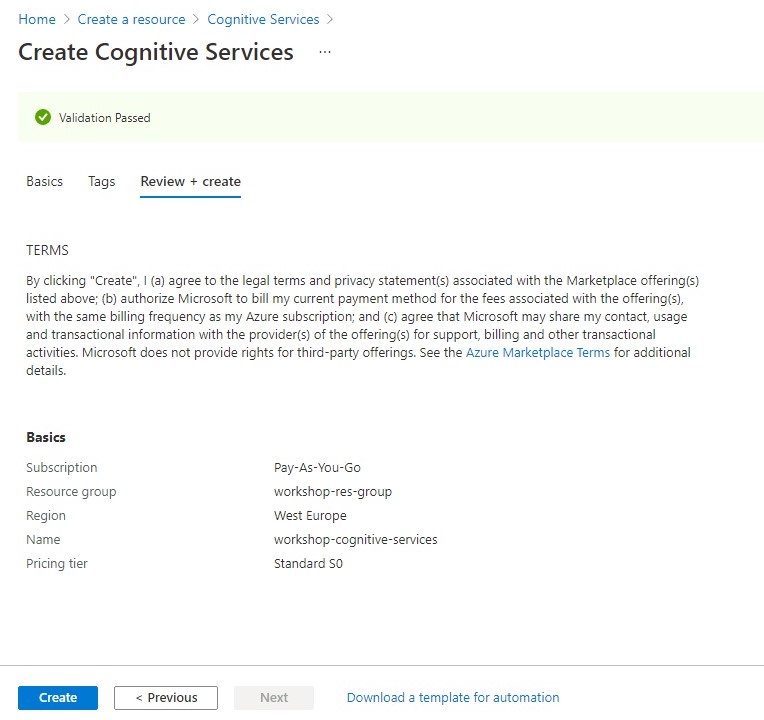 Home > Create a resource > Cognitive Services >
Create Cognitive Services ...
Validation Passed
Basics Tags Review + create
TERMS
By clicking "Create", I (a) agree to the legal terms and privacy statement(s) associated with the Marketplace offering(s)
listed above; (b) authorize Microsoft to bill my current payment method for the fees associated with the offering(s),
with the same billing frequency as my Azure subscription; and (c) agree that Microsoft may share my contact, usage
and transactional information with the provider(s) of the offering(s) for support, billing and other transactional
activities. Microsoft does not provide rights for third-party offerings. See the Azure Marketplace Terms for additional
details.
Basics
Subscription Pay-As-You-Go
Resource group workshop-res-group
Region West Europe
Name workshop-cognitive-services
Pricing tier Standard S0
Create < Previous Next Download a template for automation